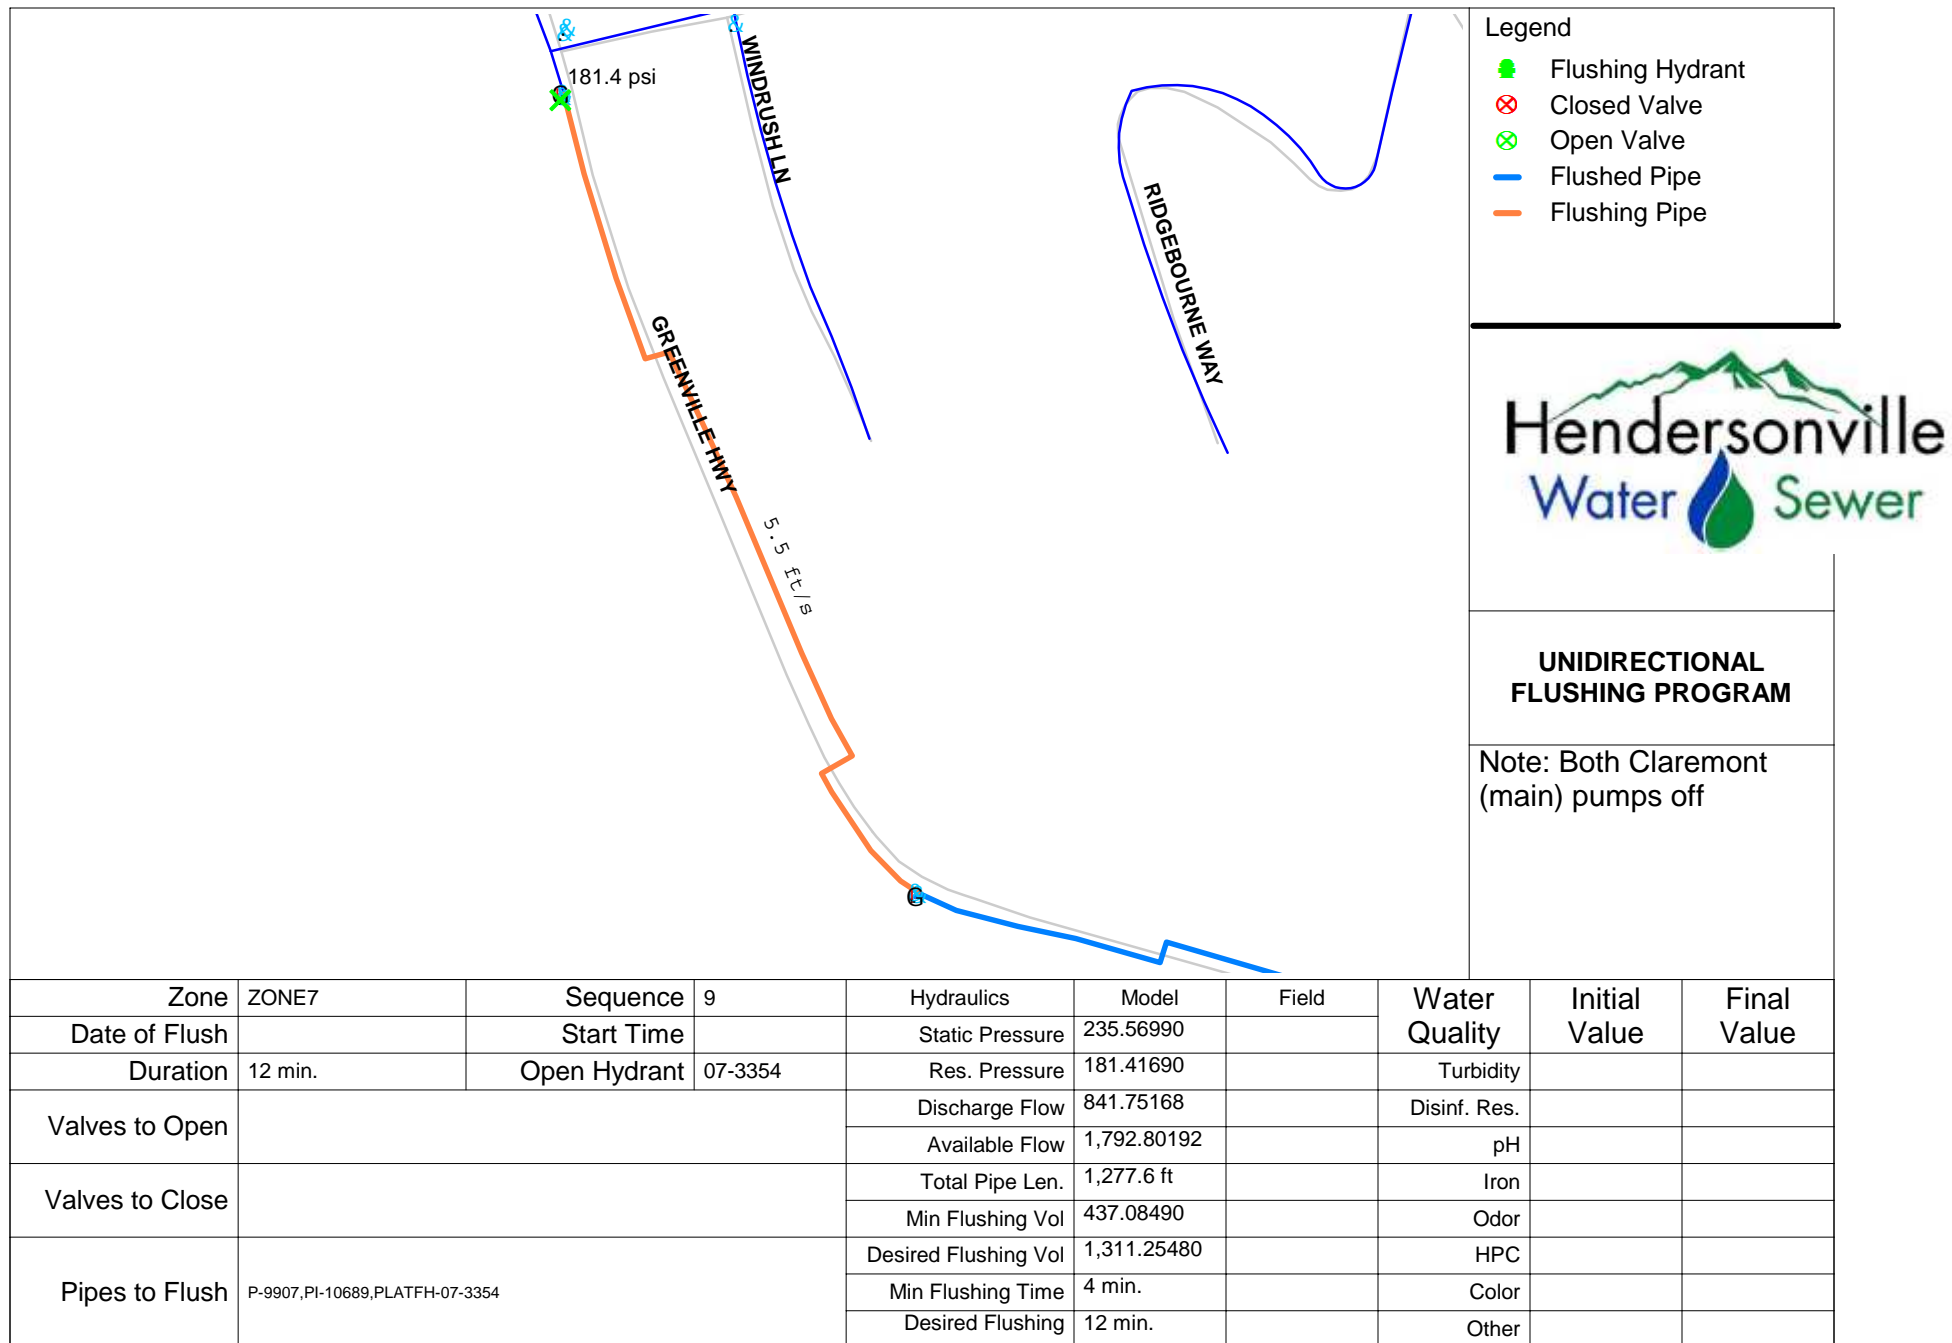 181.4 psi
WINDRUSH LN
RIDGEBOURNE WAY
GREENVILLE HWY
5.5 ft/s
G
Legend
Flushing Hydrant
Closed Valve
Open Valve
Flushed Pipe
Flushing Pipe
Hendersonville
Water Sewer
UNIDIRECTIONAL
FLUSHING PROGRAM
Note: Both Claremont
(main) pumps off
Zone ZONE7 Sequence 9 Hydraulics Model Field Water Quality Initial Value Final Value
Date of Flush Start Time Static Pressure 235.56990
Duration 12 min. Open Hydrant 07-3354 Res. Pressure 181.41690 Turbidity
Valves to Open Discharge Flow 841.75168 Disinf. Res.
Available Flow 1,792.80192 pH
Valves to Close Total Pipe Len. 1,277.6 ft Iron
Min Flushing Vol 437.08490 Odor
Pipes to Flush P-9907,PI-10689,PLATFH-07-3354 Desired Flushing Vol 1,311.25480 HPC
Min Flushing Time 4 min. Color
Desired Flushing 12 min. Other